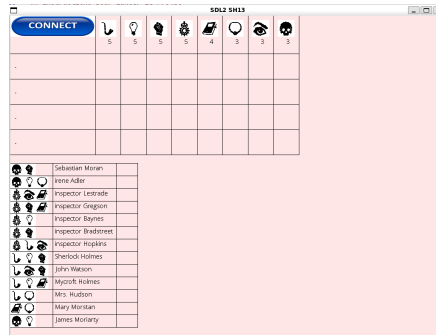 SDL2 SH13
CONNECT
5 5 5 5 4 3 3 3
-
-
-
-
Sebastian Moran
irene Adler
inspector Lestrade
inspector Gregson
inspector Baynes
inspector Bradstreet
inspector Hopkins
Sherlock Holmes
John Watson
Mycroft Holmes
Mrs. Hudson
Mary Morstan
James Moriarty